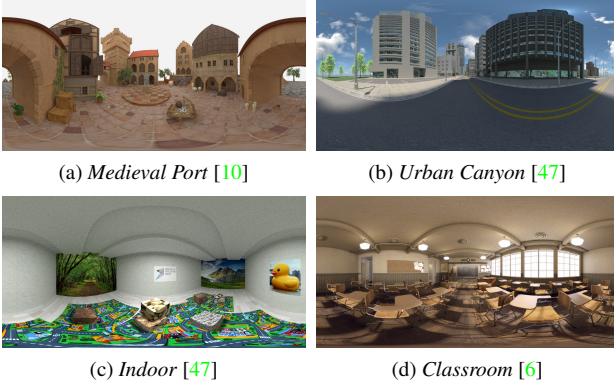 (a) Medieval Port [10]
(b) Urban Canyon [47]
(c) Indoor [47]
(d) Classroom [6]